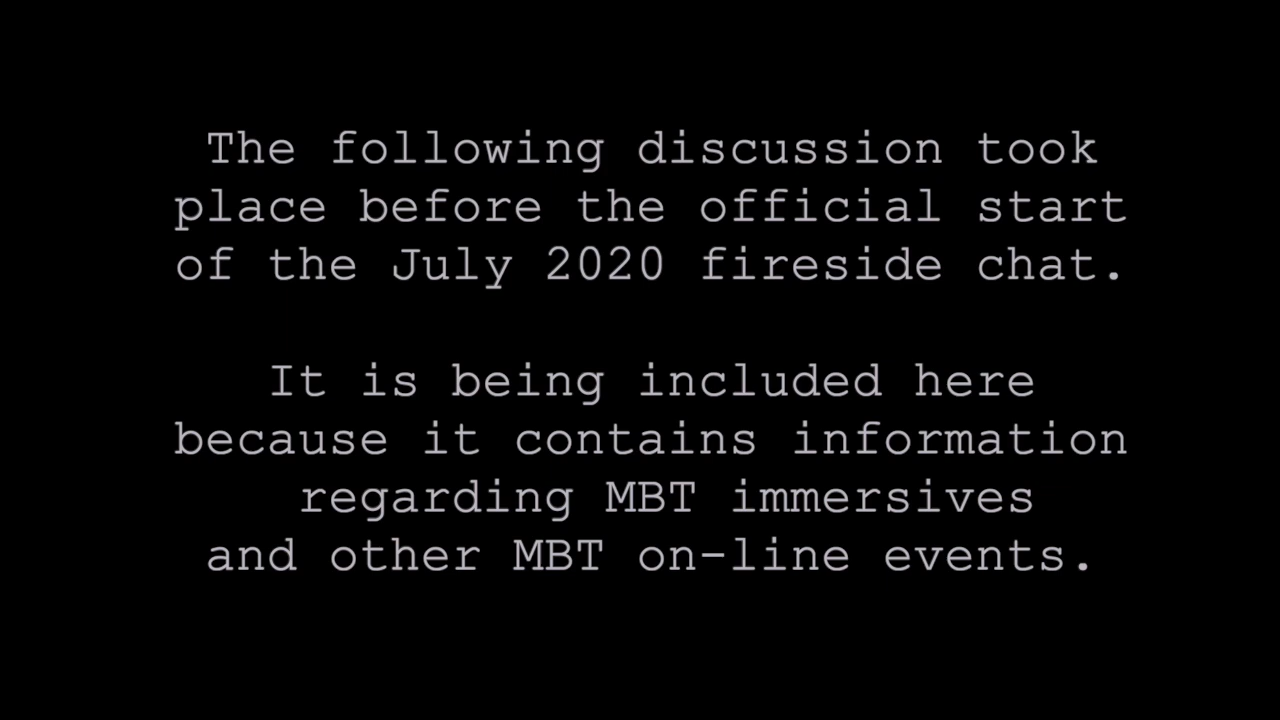 The following discussion took
place before the official start
of the July 2020 fireside chat.
It is being included here
because it contains information
regarding MBT immersives
and other MBT on-line events.